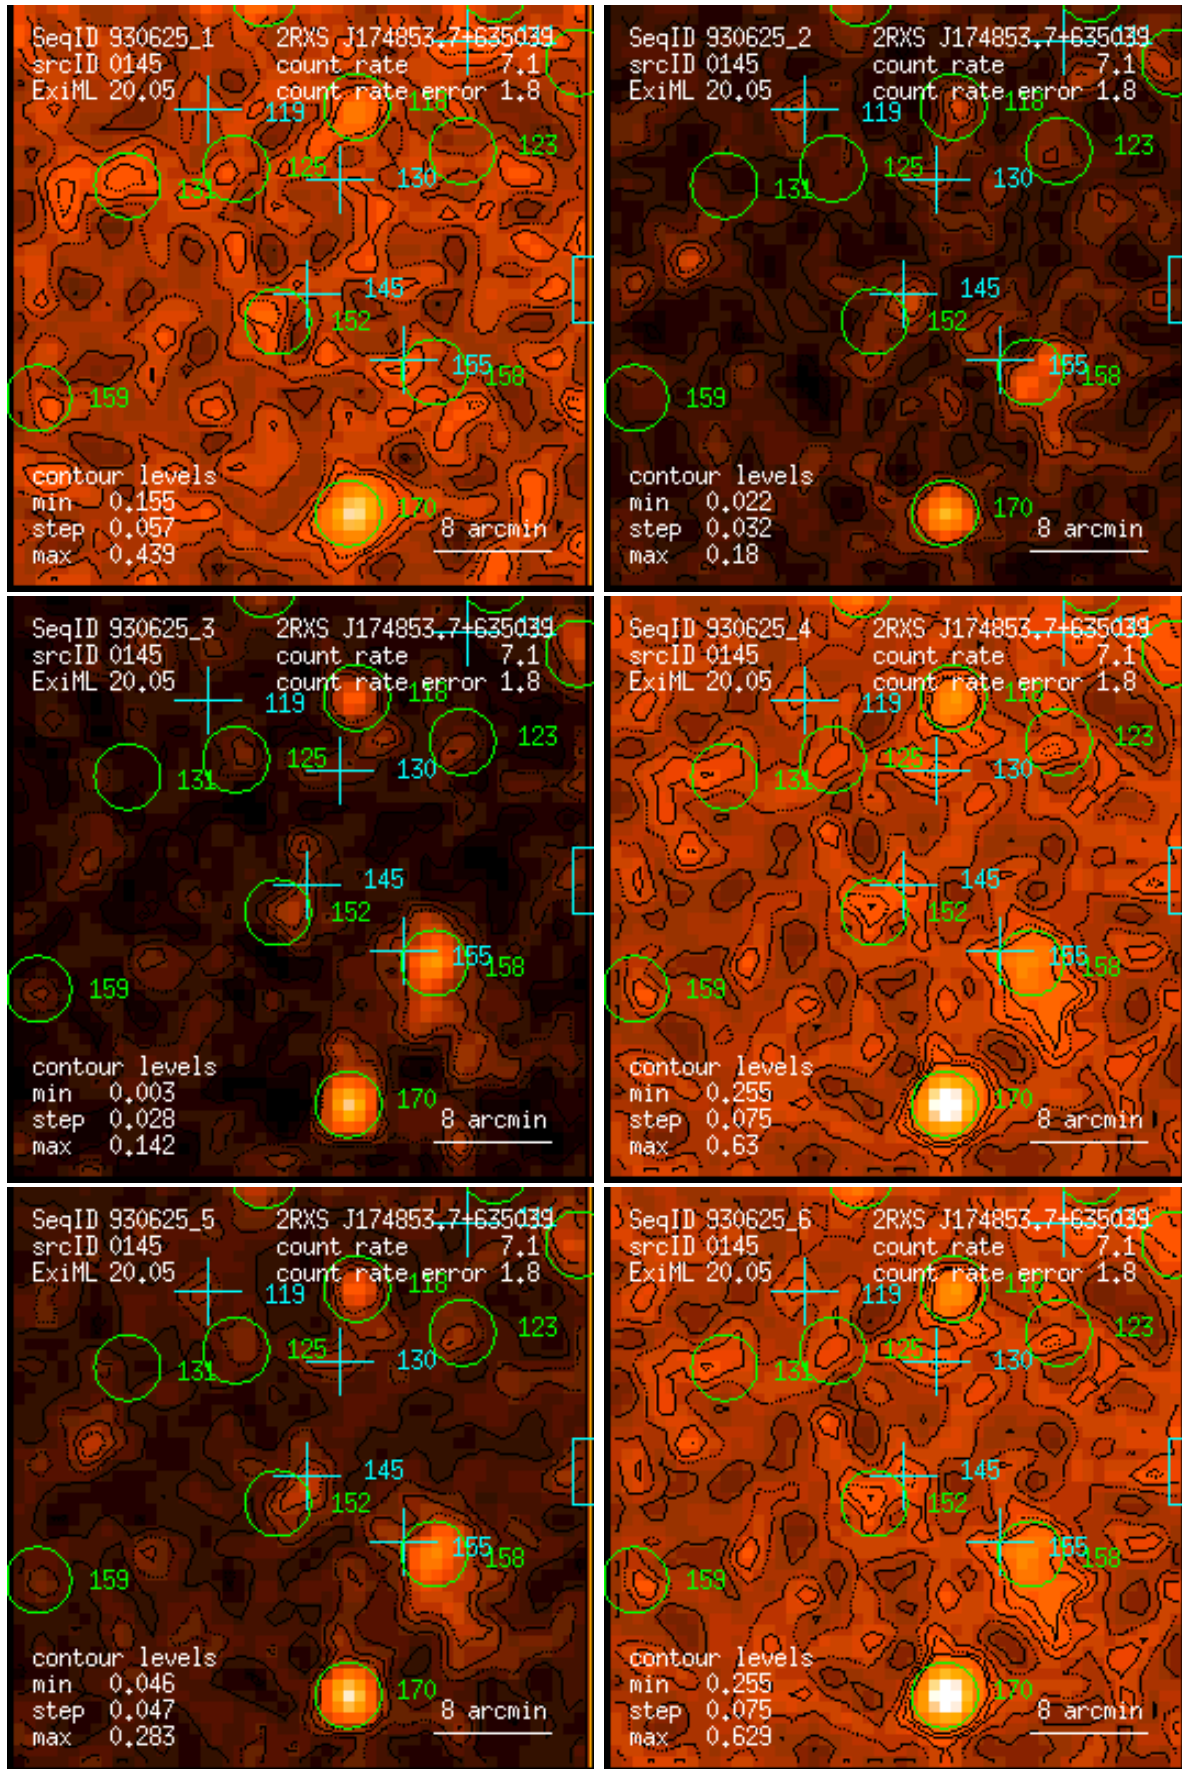 SeqID 930625_1 2RXS J174853.7+635039
srcID 0145 count rate 7.1
ExiML 20.05 count rate error 1.8
119 118
123
125
131 130
145
152
155
158
159
contour levels
min 0.155
170
step 0.057 8 arcmin
max 0.439
SeqID 930625_2 2RXS J174853.7+635039
srcID 0145 count rate 7.1
ExiML 20.05 count rate error 1.8
119 118
123
125
131 130
145
152
155
158
159
contour levels
min 0.022
170
step 0.032 8 arcmin
max 0.18
SeqID 930625_3 2RXS J174853.7+635039
srcID 0145 count rate 7.1
ExiML 20.05 count rate error 1.8
119 118
123
125
131 130
145
152
155
158
159
contour levels
min 0.003
170
step 0.028 8 arcmin
max 0.142
SeqID 930625_4 2RXS J174853.7+635039
srcID 0145 count rate 7.1
ExiML 20.05 count rate error 1.8
119 118
123
125
131 130
145
152
155
158
159
contour levels
min 0.255
170
step 0.075 8 arcmin
max 0.63
SeqID 930625_5 2RXS J174853.7+635039
srcID 0145 count rate 7.1
ExiML 20.05 count rate error 1.8
119 118
123
125
131 130
145
152
155
158
159
contour levels
min 0.046
170
step 0.047 8 arcmin
max 0.283
SeqID 930625_6 2RXS J174853.7+635039
srcID 0145 count rate 7.1
ExiML 20.05 count rate error 1.8
119 118
123
125
131 130
145
152
155
158
159
contour levels
min 0.255
170
step 0.075 8 arcmin
max 0.629